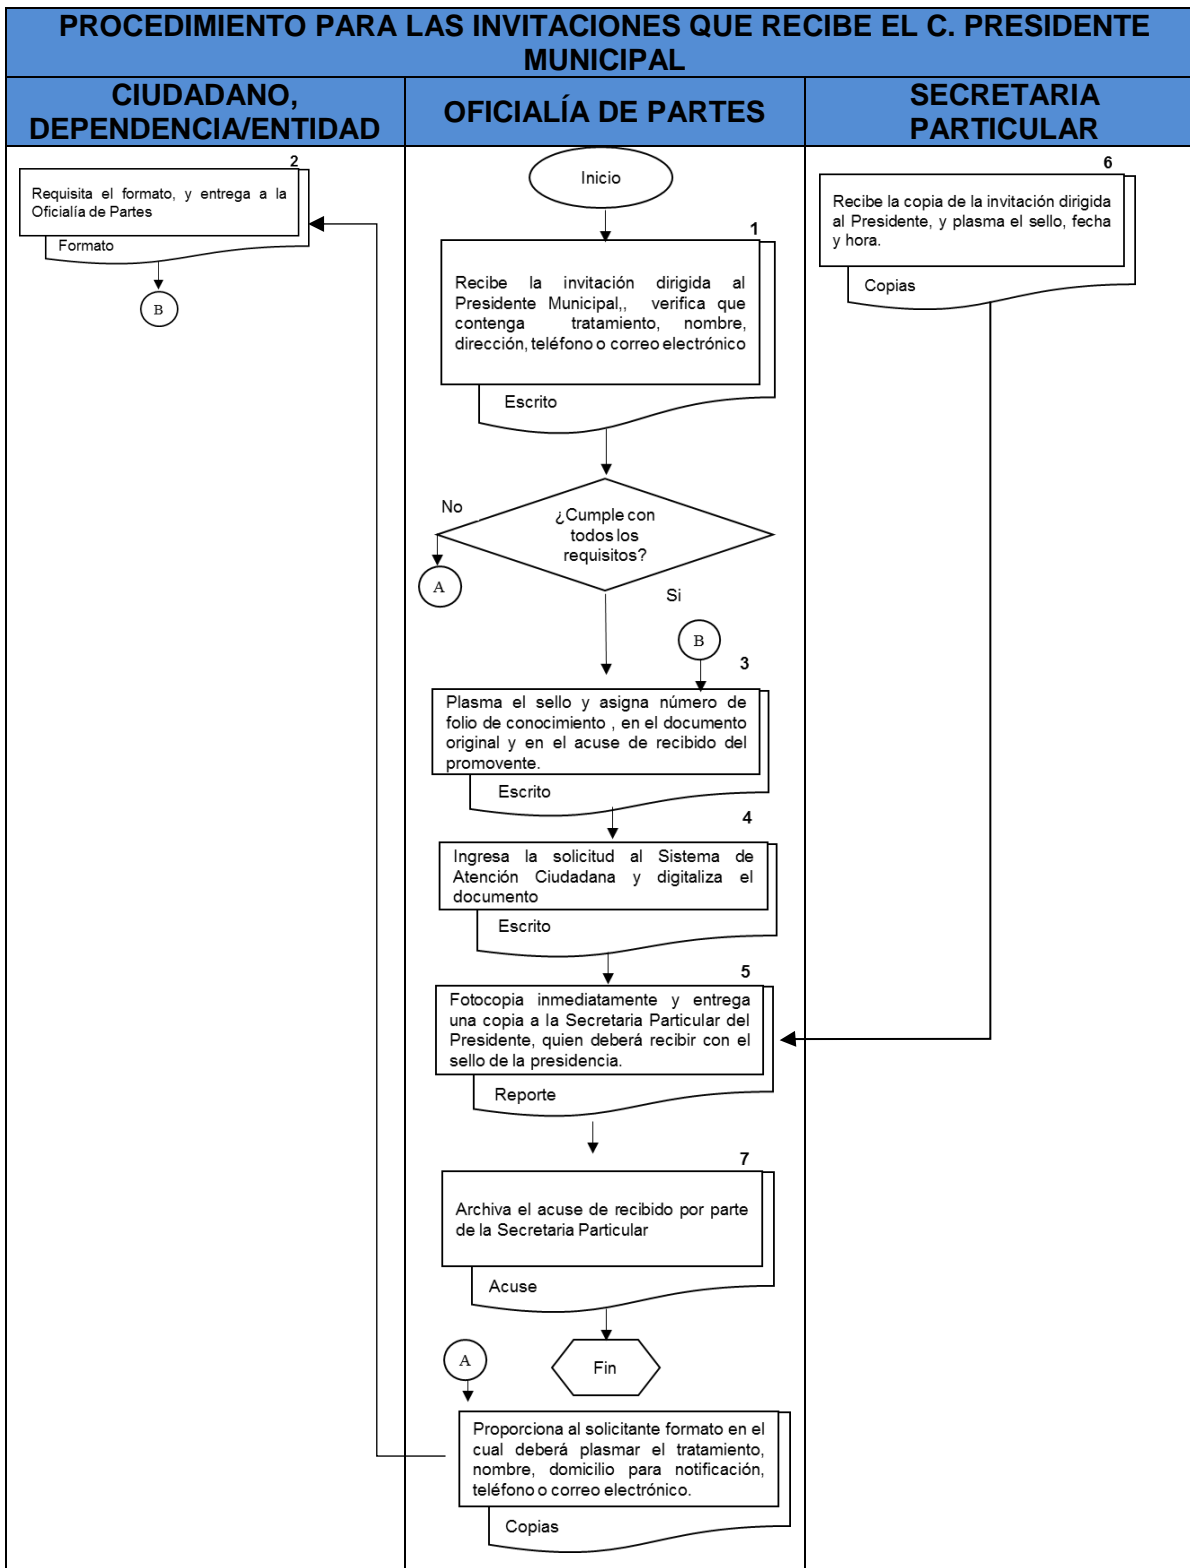 PROCEDIMIENTO PARA LAS INVITACIONES QUE RECIBE EL C. PRESIDENTE
MUNICIPAL
CIUDADANO,
DEPENDENCIA/ENTIDAD
OFICIALÍA DE PARTES
SECRETARIA
PARTICULAR
2
Requisita el formato, y entrega a la
Oficialía de Partes
Formato
B
Inicio
1
Recibe la invitación dirigida al
Presidente Municipal,, verifica que
contenga tratamiento, nombre,
dirección, teléfono o correo electrónico
Escrito
No
¿Cumple con
todos los
requisitos?
A
Si
B
3
Plasma el sello y asigna número de
folio de conocimiento , en el documento
original y en el acuse de recibido del
promovente.
Escrito
4
Ingresa la solicitud al Sistema de
Atención Ciudadana y digitaliza el
documento
Escrito
5
Fotocopia inmediatamente y entrega
una copia a la Secretaria Particular del
Presidente, quien deberá recibir con el
sello de la presidencia.
Reporte
7
Archiva el acuse de recibido por parte
de la Secretaria Particular
Acuse
A
Fin
Proporciona al solicitante formato en el
cual deberá plasmar el tratamiento,
nombre, domicilio para notificación,
teléfono o correo electrónico.
Copias
6
Recibe la copia de la invitación dirigida
al Presidente, y plasma el sello, fecha
y hora.
Copias